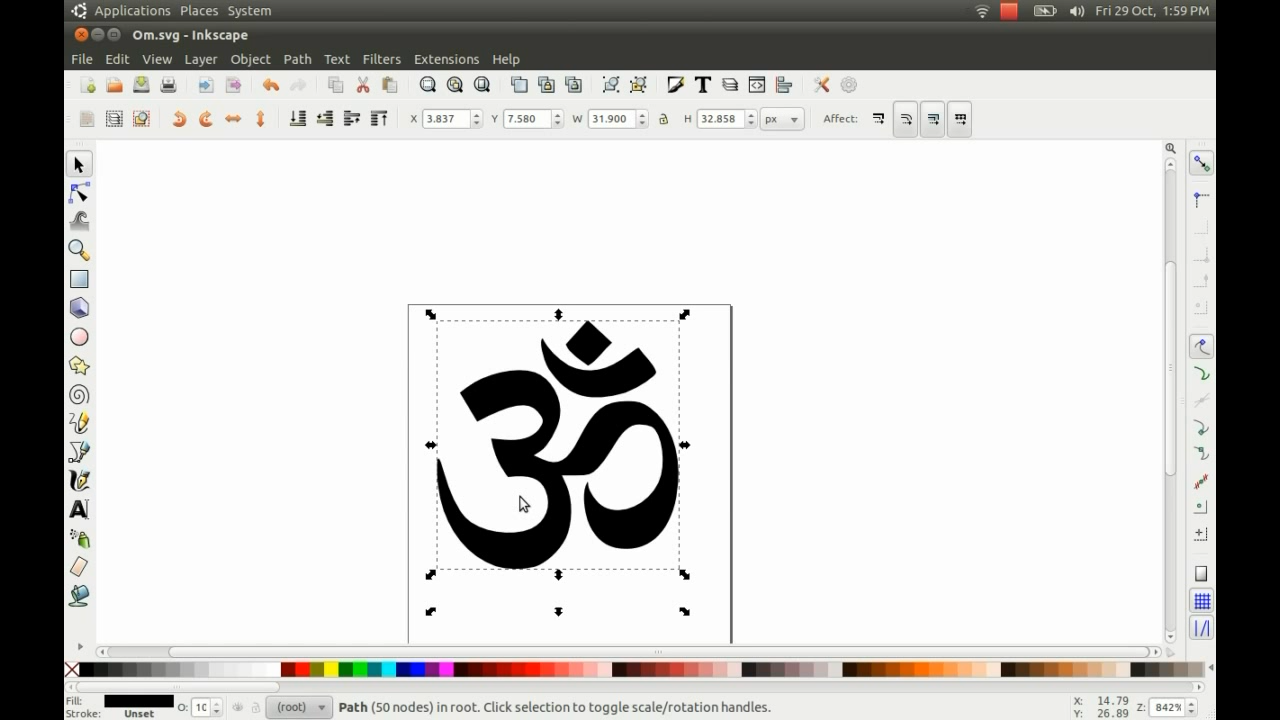 Applications Places System
Fri 29 Oct, 1:59 PM
Om.svg - Inkscape
File Edit View Layer Object Path Text Filters Extensions Help
X 3.837 Y 7.580 W 31.900 H 32.858 px Affect:
ॐ
Fill:
Stroke: Unset
O: 10
(root)
Path (50 nodes) in root. Click selection to toggle scale/rotation handles.
X: 14.79
Y: 26.89
Z: 842%